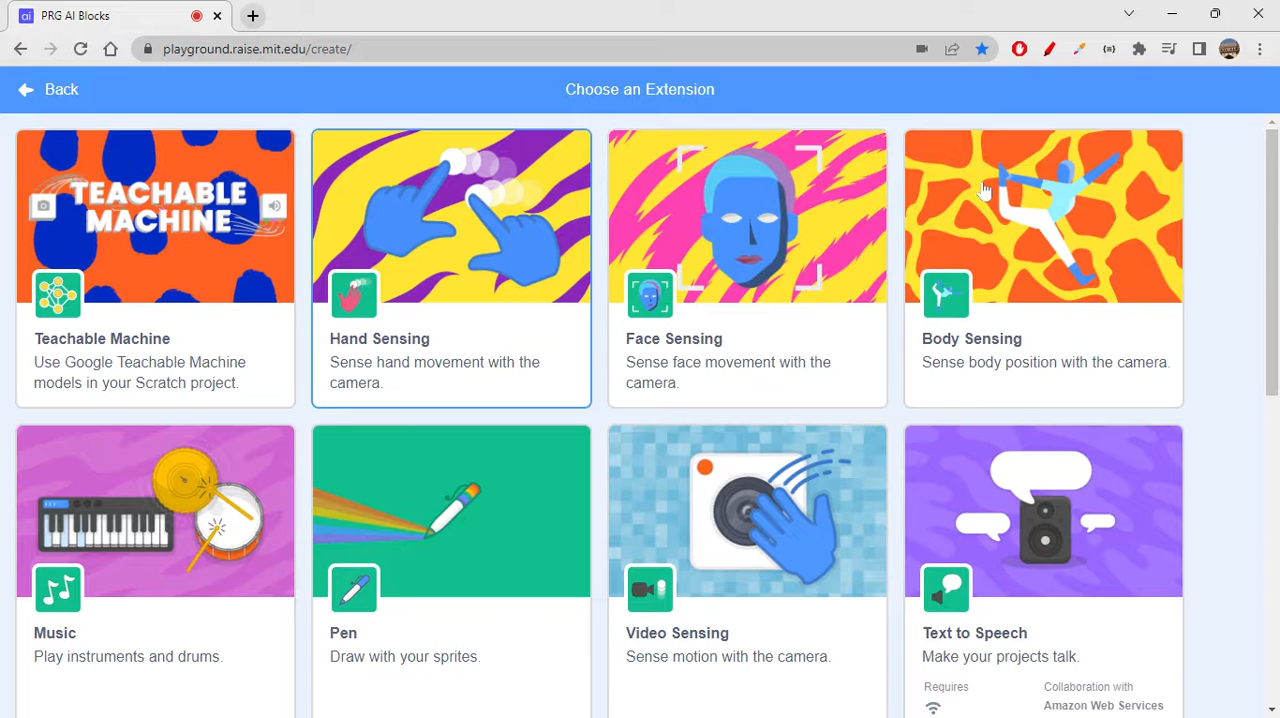 PRG AI Blocks
playground.raise.mit.edu/create/
Back
Choose an Extension
TEACHABLE
MACHINE
Teachable Machine
Use Google Teachable Machine
models in your Scratch project.
Hand Sensing
Sense hand movement with the
camera.
Face Sensing
Sense face movement with the
camera.
Body Sensing
Sense body position with the camera.
Music
Play instruments and drums.
Pen
Draw with your sprites.
Video Sensing
Sense motion with the camera.
Text to Speech
Make your projects talk.
Requires
Collaboration with
Amazon Web Services